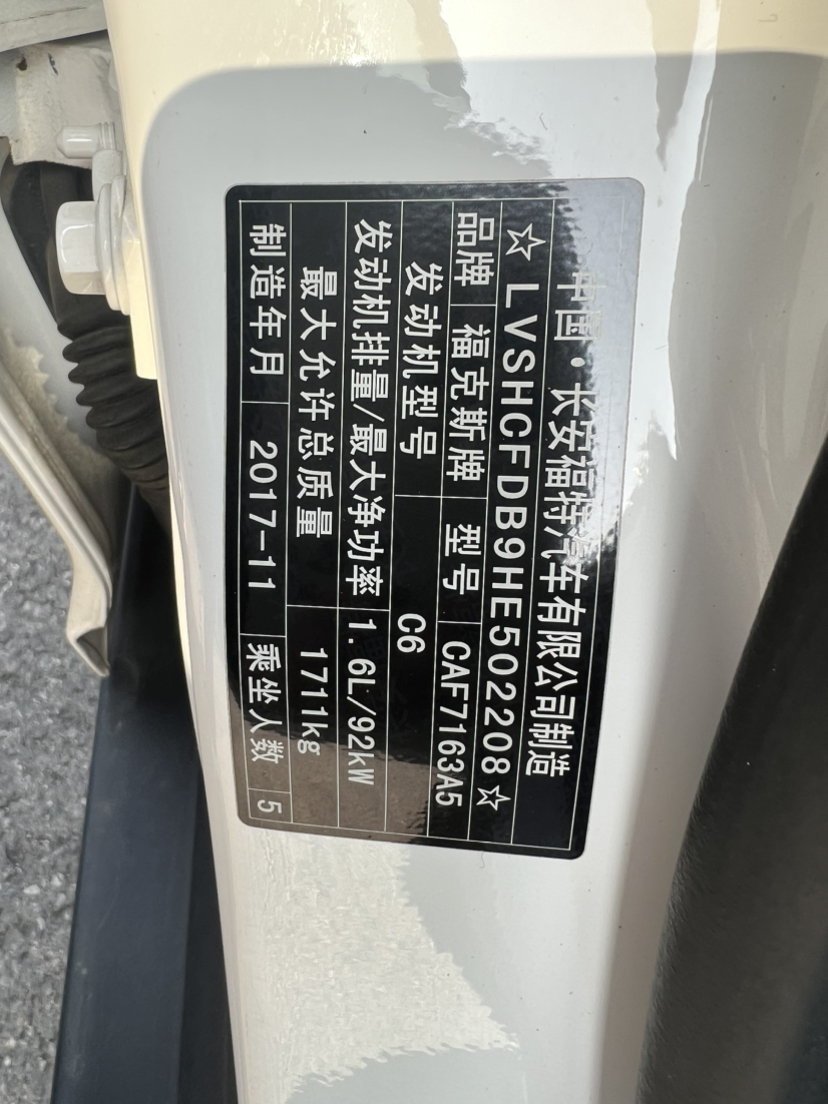 中国·长安福特汽车有限公司制造
☆LVSHCFDB9HE502208☆
品牌 福克斯牌 型号 CAF7163A5
发动机型号 C6
发动机排量/最大净功率 1.6L/92kW
最大允许总质量 1711kg
制造年月 2017-11 乘坐人数 5